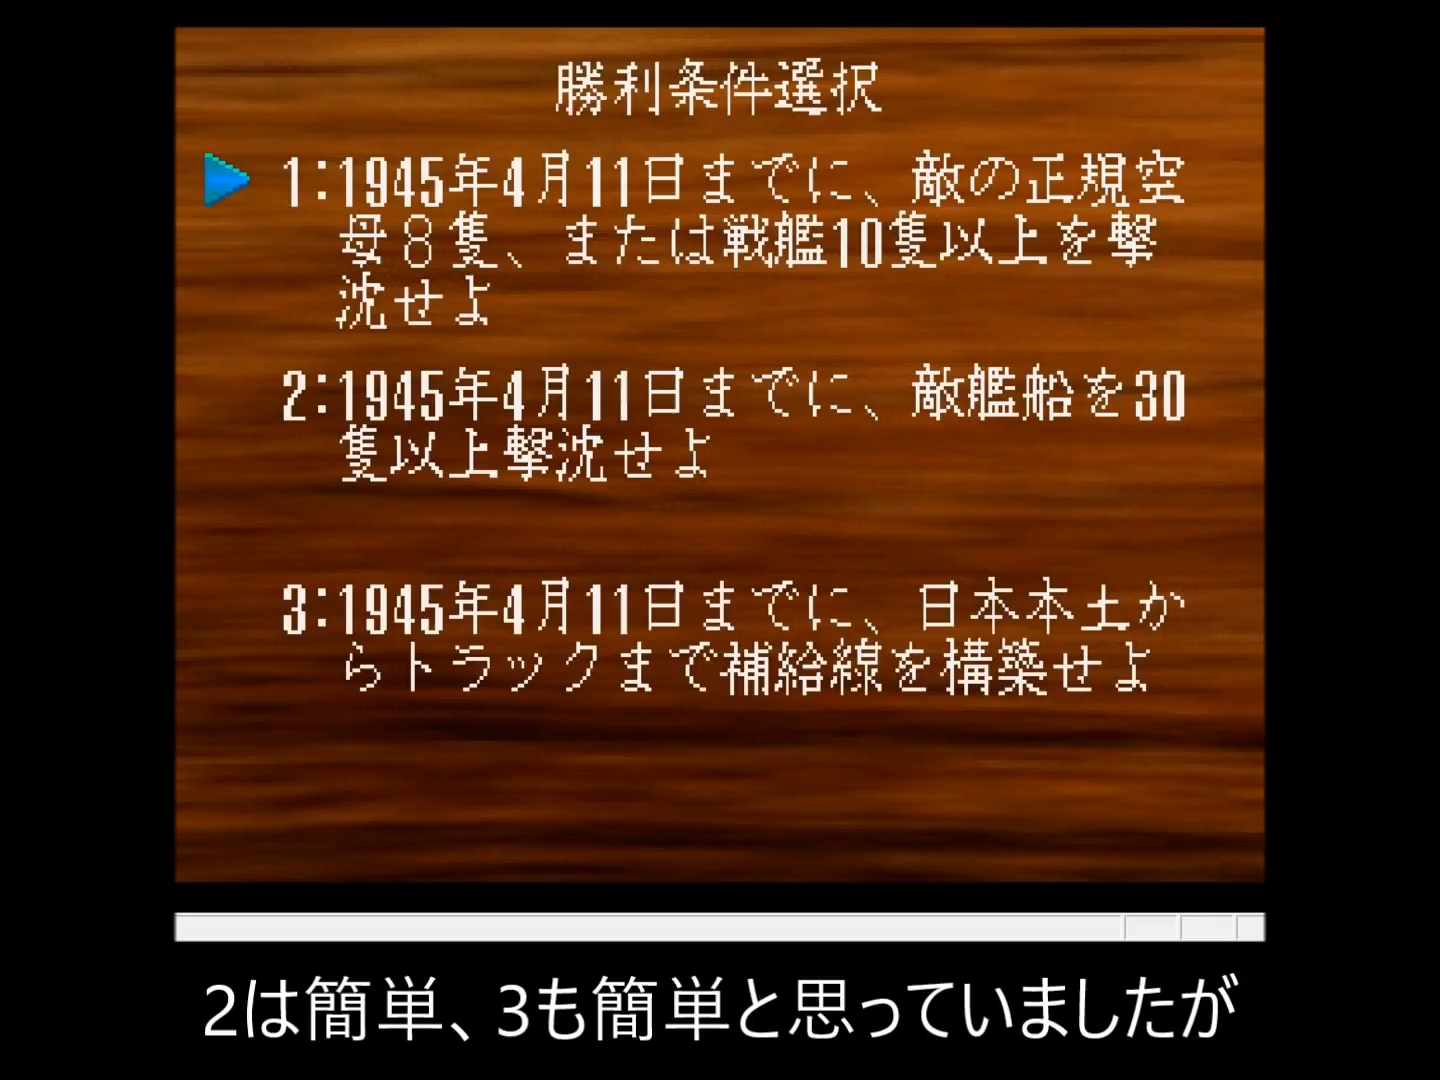 勝利条件選択
1:1945年4月11日までに、敵の正規空
母8隻、または戦艦10隻以上を撃
沈せよ
2:1945年4月11日までに、敵艦船を30
隻以上撃沈せよ
3:1945年4月11日までに、日本本土か
らトラックまで補給線を構築せよ
2は簡単、3も簡単と思っていましたが